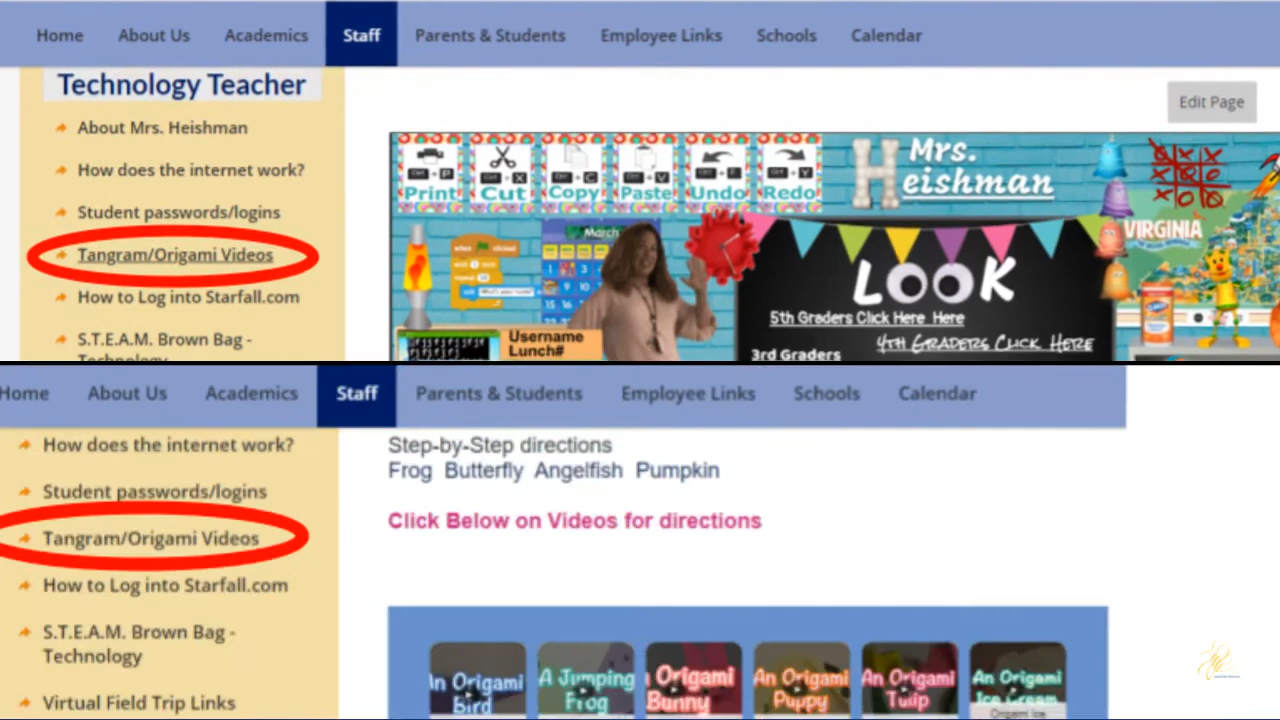 Home About Us Academics Staff Parents & Students Employee Links Schools Calendar
Technology Teacher
About Mrs. Heishman
How does the internet work?
Student passwords/logins
Tangram/Origami Videos
How to Log into Starfall.com
S.T.E.A.M. Brown Bag -
Technology
Edit Page
Print Cut Copy Paste Undo Redo
Mrs.
Heishman
March
VIRGINIA
LOOK
5th Graders Click Here Here
4th Graders Click Here
3rd Graders
Username
Lunch#
Home About Us Academics Staff Parents & Students Employee Links Schools Calendar
How does the internet work?
Student passwords/logins
Tangram/Origami Videos
How to Log into Starfall.com
S.T.E.A.M. Brown Bag -
Technology
Virtual Field Trip Links
Step-by-Step directions
Frog Butterfly Angelfish Pumpkin
Click Below on Videos for directions
An Origami
Bird
A Jumping
Frog
Origami
Bunny
An Origami
Puppy
An Origami
Tulip
An Origami
Ice Cream
Origami Ice